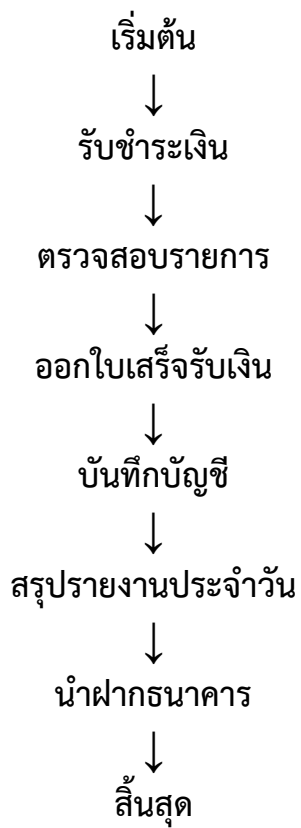 เริ่มต้น
↓
รับชำระเงิน
↓
ตรวจสอบรายการ
↓
ออกใบเสร็จรับเงิน
↓
บันทึกบัญชี
↓
สรุปรายงานประจำวัน
↓
นำฝากธนาคาร
↓
สิ้นสุด